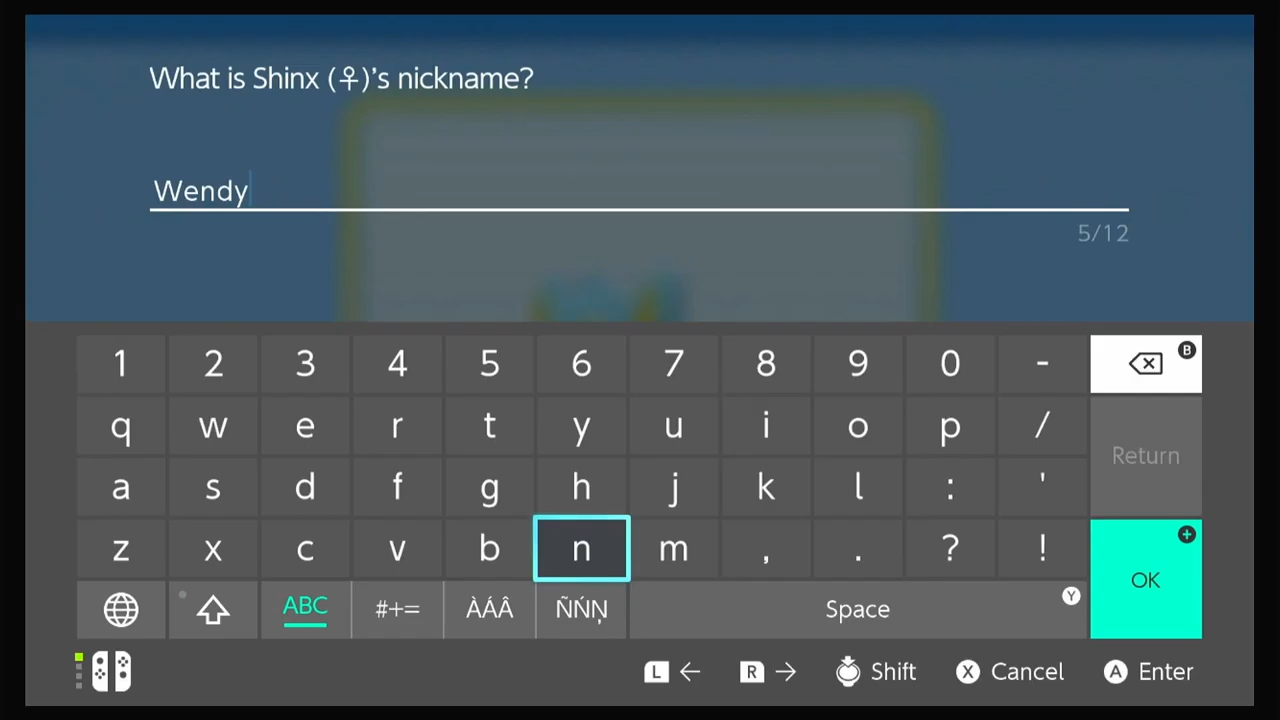 What is Shinx (♀)'s nickname?
Wendy
5/12
1 2 3 4 5 6 7 8 9 0 - B
q w e r t y u i o p /
Return
a s d f g h j k l : '
z x c v b n m , . ? ! +
OK
ABC #+= ÀÁÂ ÑŃŅ Space Y
L ← R → Shift X Cancel A Enter